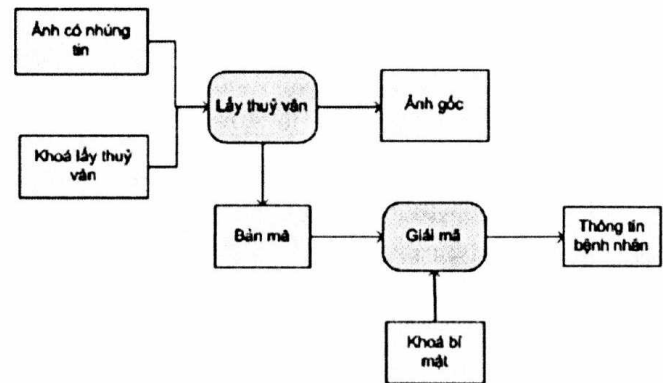 Ảnh có nhúng
tin
Lấy thuỷ vân
Ảnh gốc
Khoá lấy thuỷ
vân
Bản mã
Giải mã
Thông tin
bệnh nhân
Khoá bí
mật